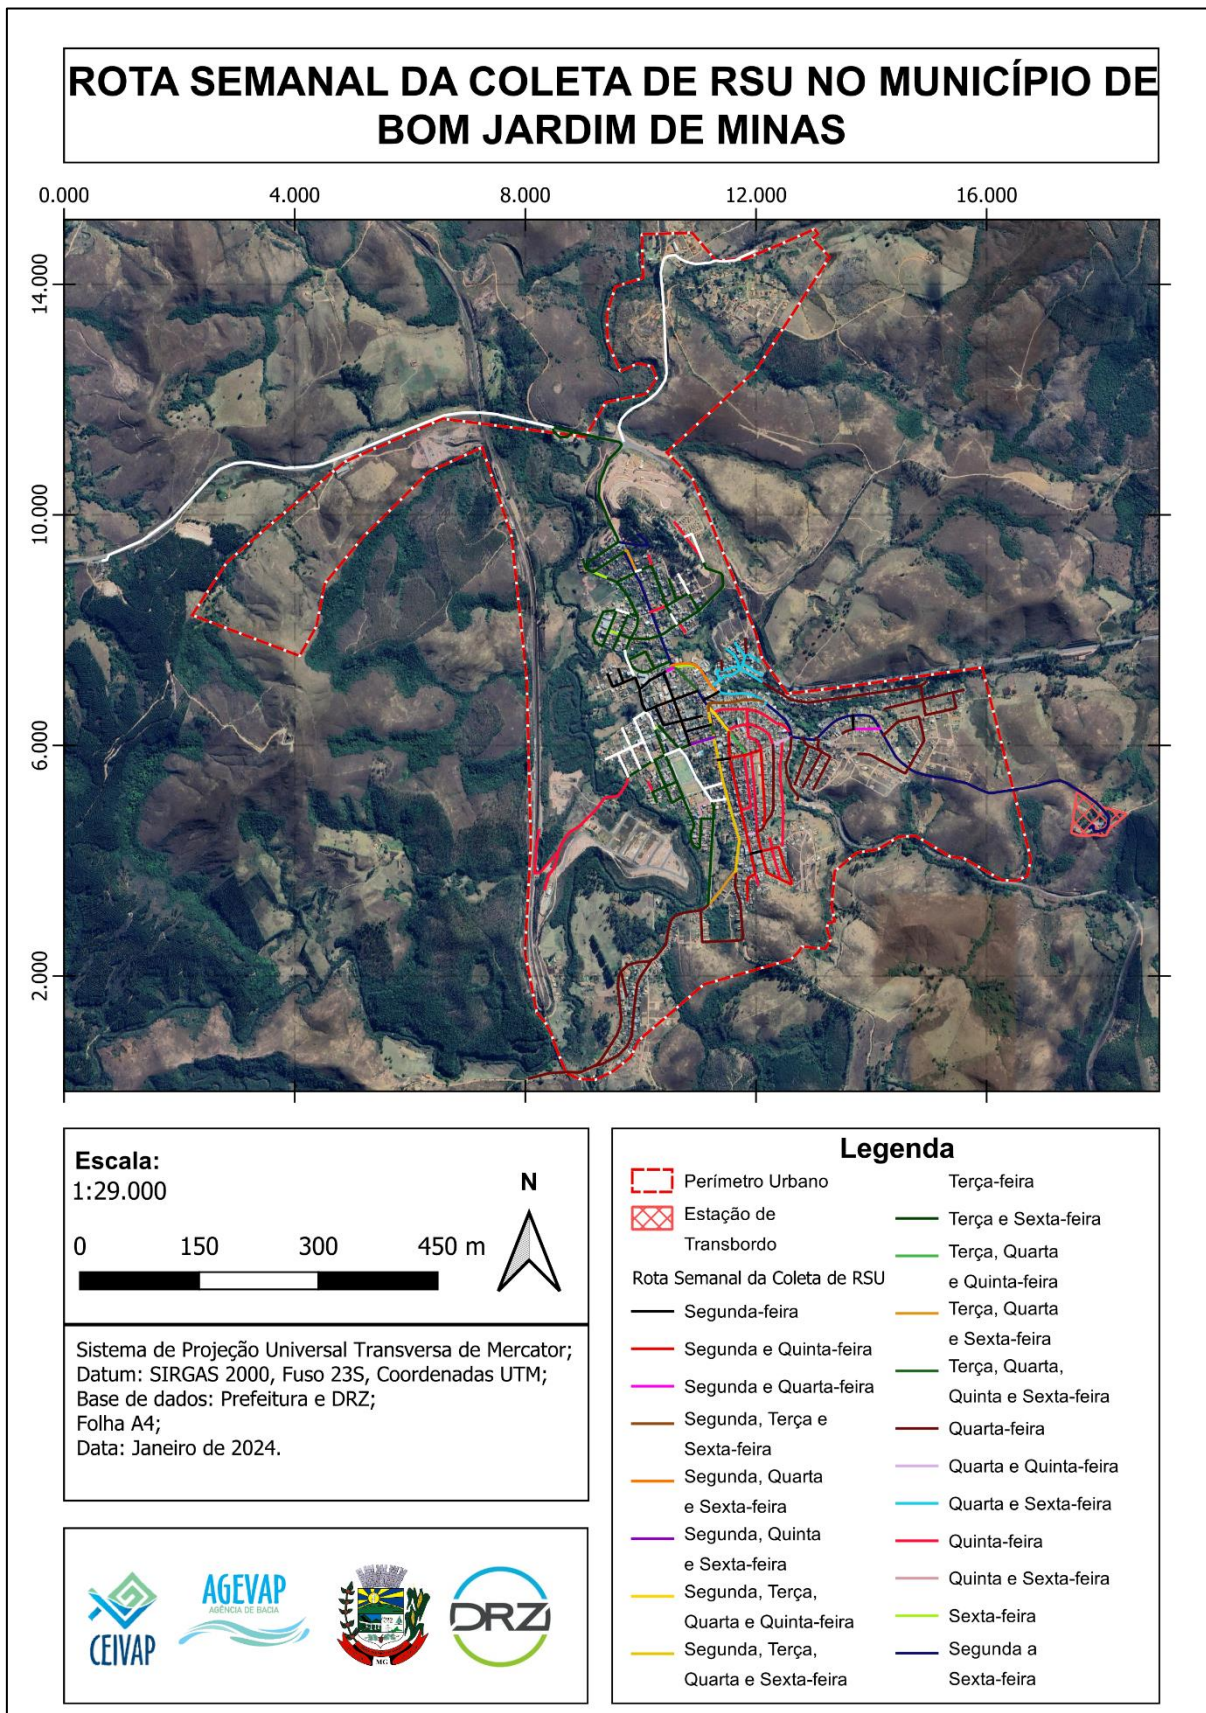 ROTA SEMANAL DA COLETA DE RSU NO MUNICÍPIO DE
BOM JARDIM DE MINAS
0.000
4.000
8.000
12.000
16.000
14.000
10.000
6.000
2.000
Escala:
1:29.000
N
0
150
300
450 m
Sistema de Projeção Universal Transversa de Mercator;
Datum: SIRGAS 2000, Fuso 23S, Coordenadas UTM;
Base de dados: Prefeitura e DRZ;
Folha A4;
Data: Janeiro de 2024.
CEIVAP
AGEVAP
AGÊNCIA DE BACIA
MG
DRZ
Legenda
Perímetro Urbano
Estação de
Transbordo
Rota Semanal da Coleta de RSU
Segunda-feira
Segunda e Quinta-feira
Segunda e Quarta-feira
Segunda, Terça e
Sexta-feira
Segunda, Quarta
e Sexta-feira
Segunda, Quinta
e Sexta-feira
Segunda, Terça,
Quarta e Quinta-feira
Segunda, Terça,
Quarta e Sexta-feira
Terça-feira
Terça e Sexta-feira
Terça, Quarta
e Quinta-feira
Terça, Quarta
e Sexta-feira
Terça, Quarta,
Quinta e Sexta-feira
Quarta-feira
Quarta e Quinta-feira
Quarta e Sexta-feira
Quinta-feira
Quinta e Sexta-feira
Sexta-feira
Segunda a
Sexta-feira